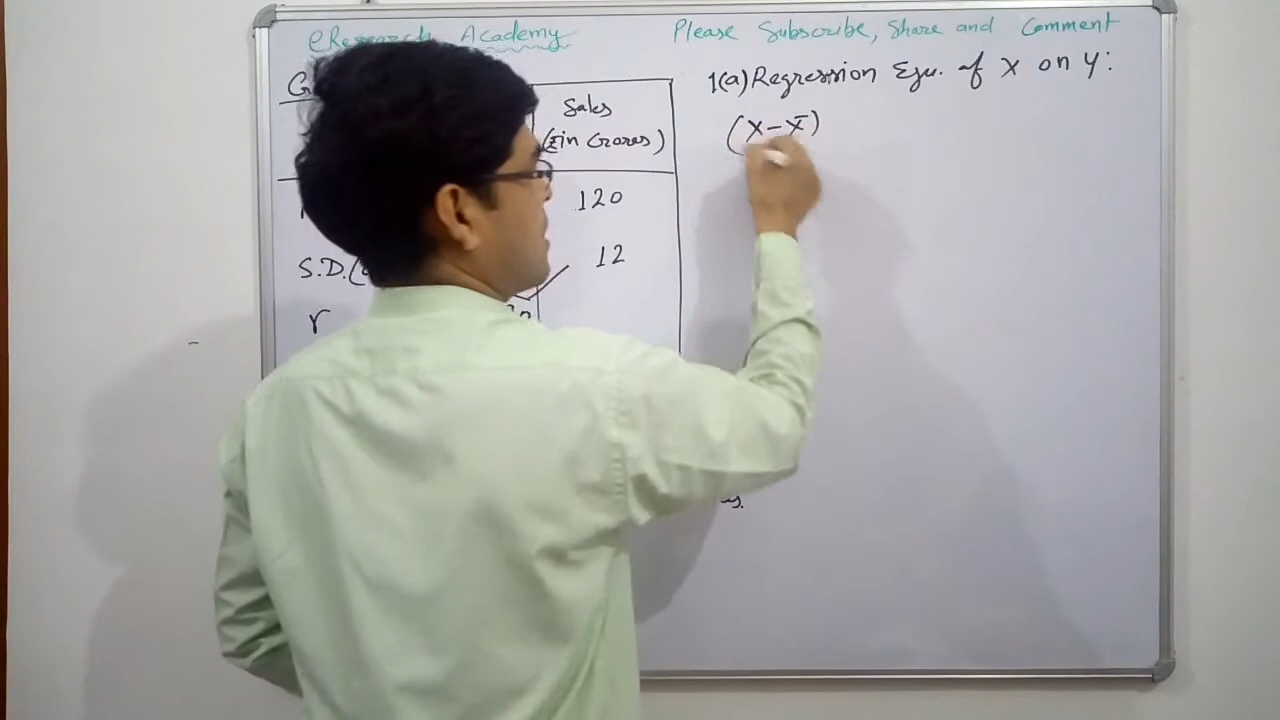 eResearch Academy
Please Subscribe, Share and Comment
1(a) Regression Equ. of X on Y:
(X-X̄)
Sales
(₹in Crores)
120
S.D.
12
r